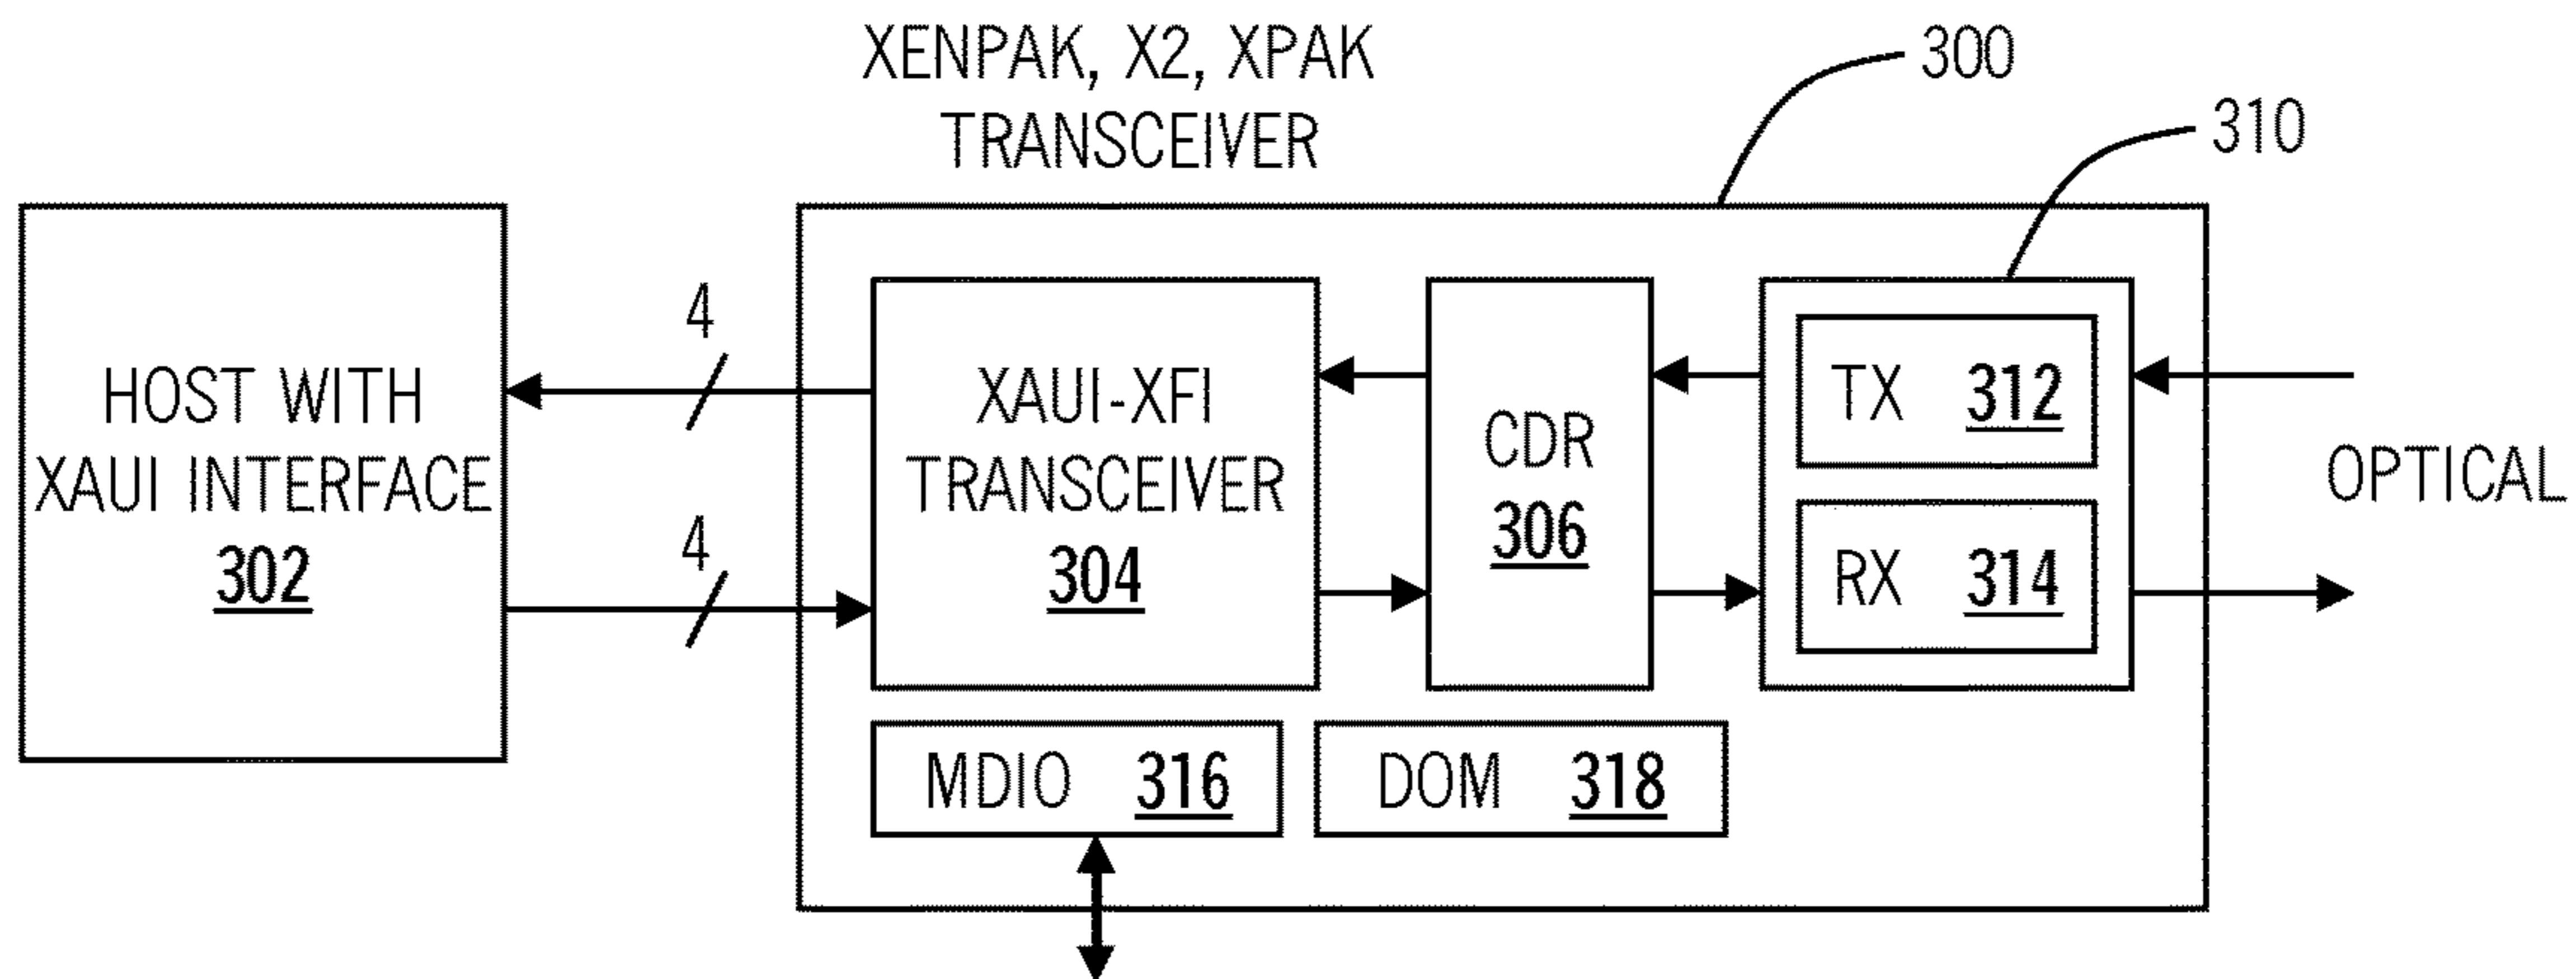 XENPAK, X2, XPAK
TRANSCEIVER
300
310
HOST WITH
XAUI INTERFACE
302
4
4
XAUI-XFI
TRANSCEIVER
304
CDR
306
TX 312
RX 314
OPTICAL
MDIO 316
DOM 318